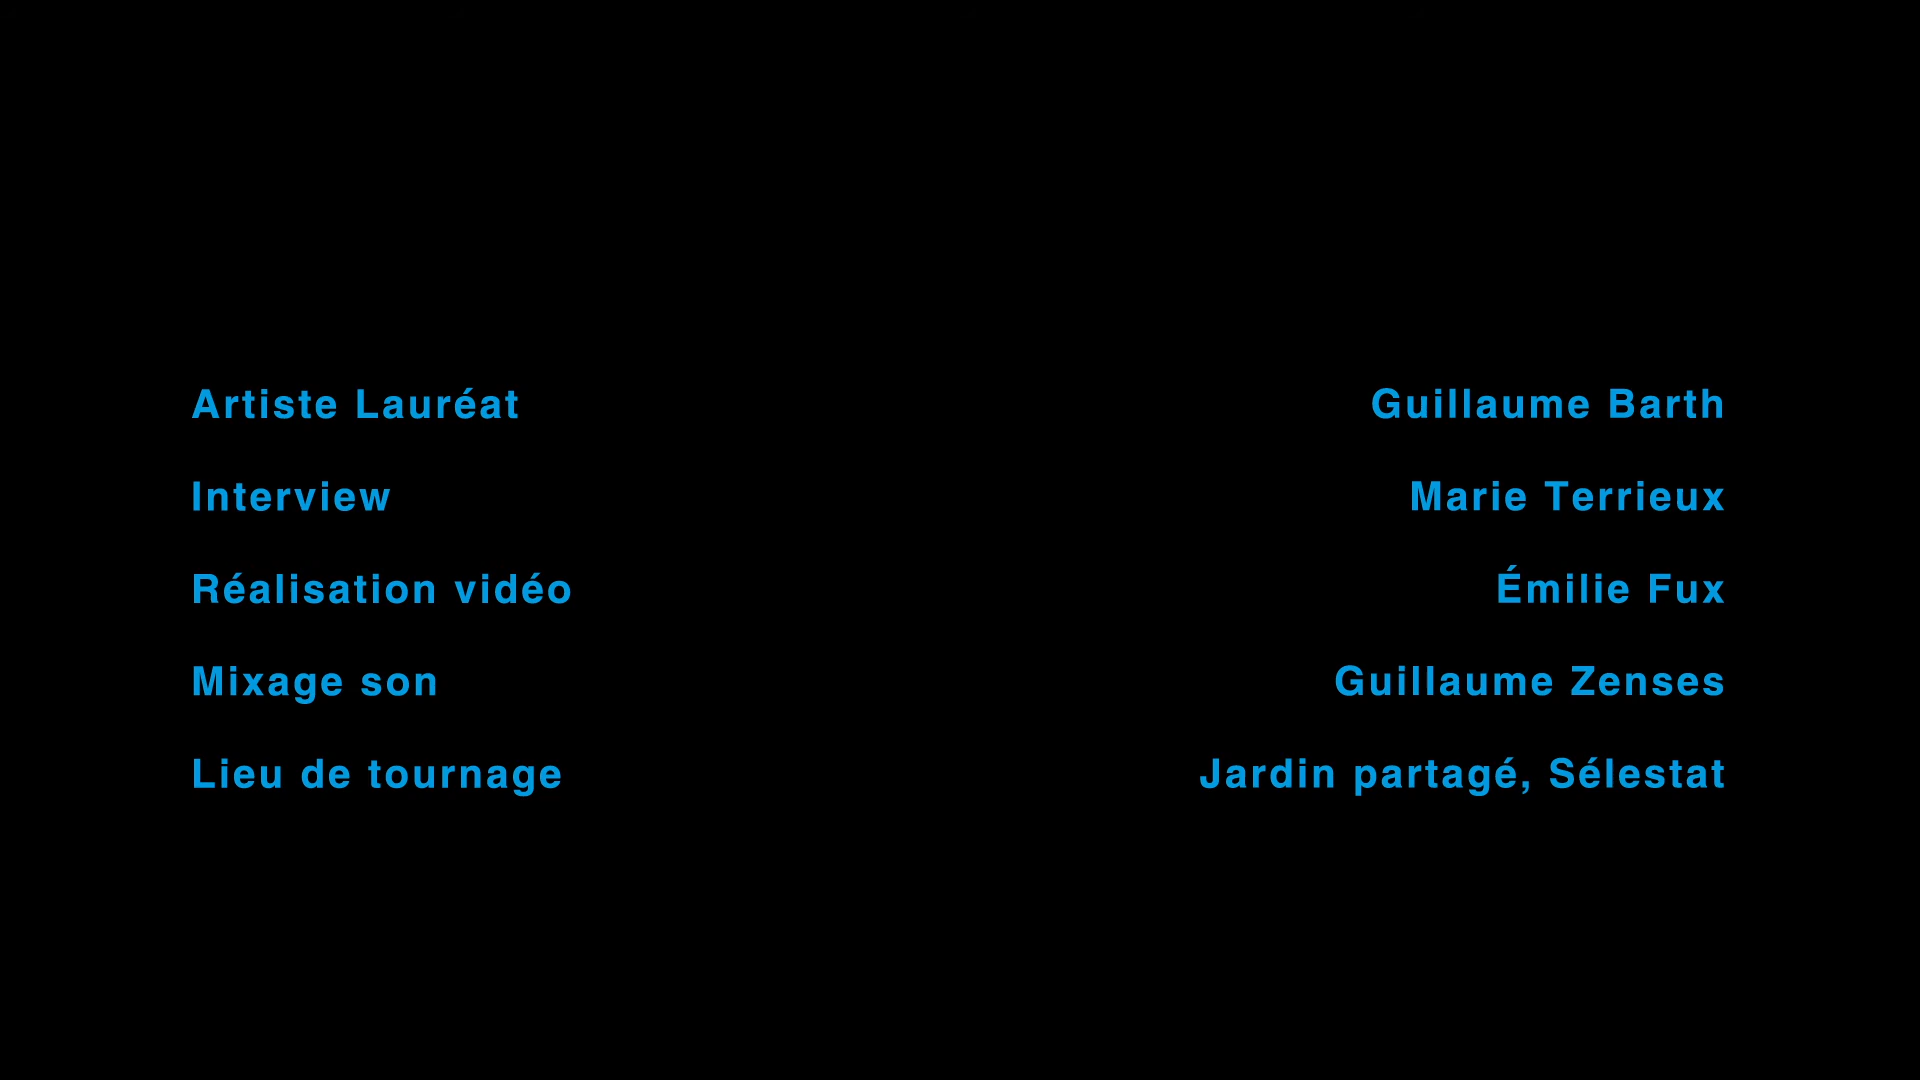 Artiste Lauréat Guillaume Barth
Interview Marie Terrieux
Réalisation vidéo Émilie Fux
Mixage son Guillaume Zenses
Lieu de tournage Jardin partagé, Sélestat